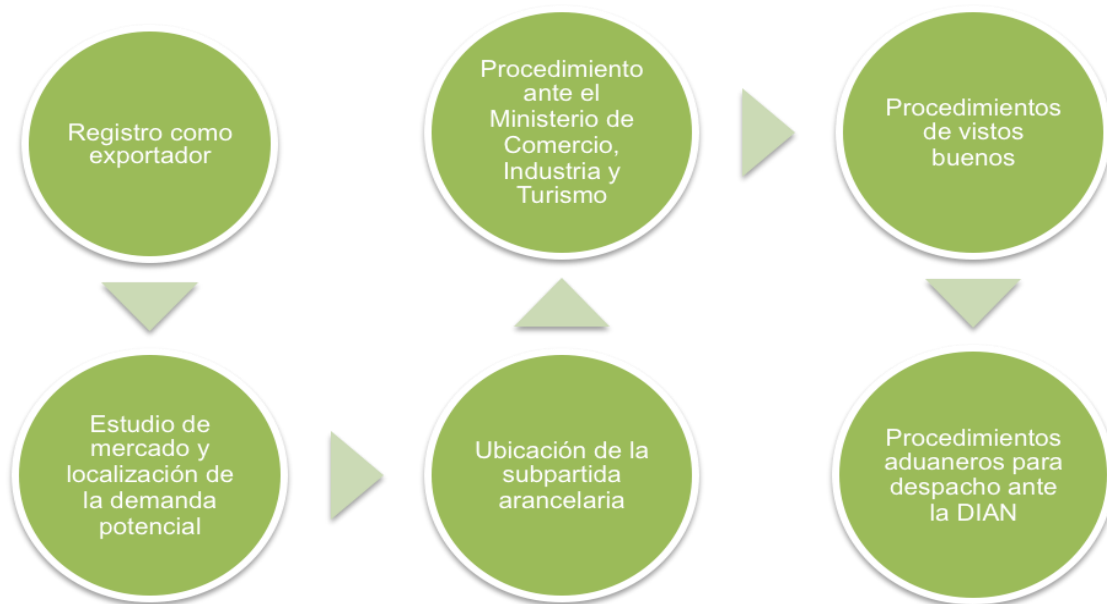 Registro como
exportador
Estudio de
mercado y
localización de
la demanda
potencial
Ubicación de la
subpartida
arancelaria
Procedimiento
ante el
Ministerio de
Comercio,
Industria y
Turismo
Procedimientos
de vistos
buenos
Procedimientos
aduaneros para
despacho ante
la DIAN